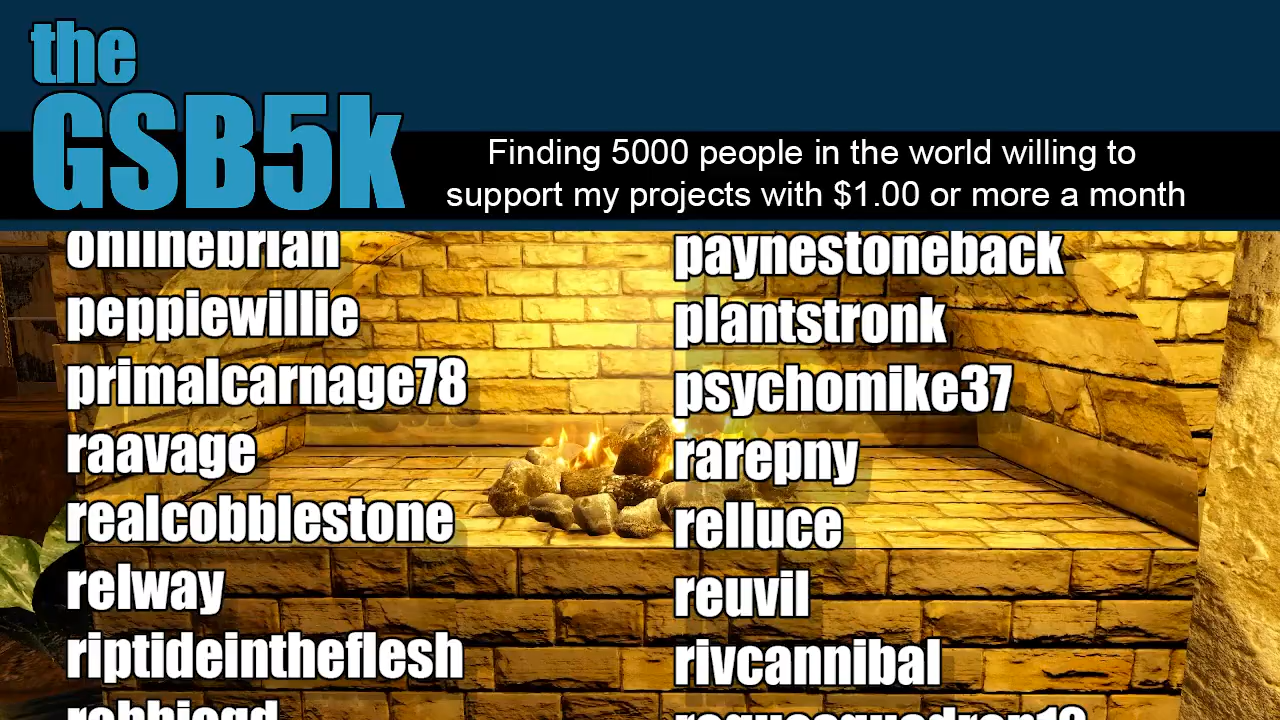 the
GSB5k
Finding 5000 people in the world willing to
support my projects with $1.00 or more a month
onlinebrian
paynestoneback
peppiewillie
plantstronk
primalcarnage78
psychomike37
raavage
rarepny
realcobblestone
relluce
relway
reuvil
riptideintheflesh
rivcannibal